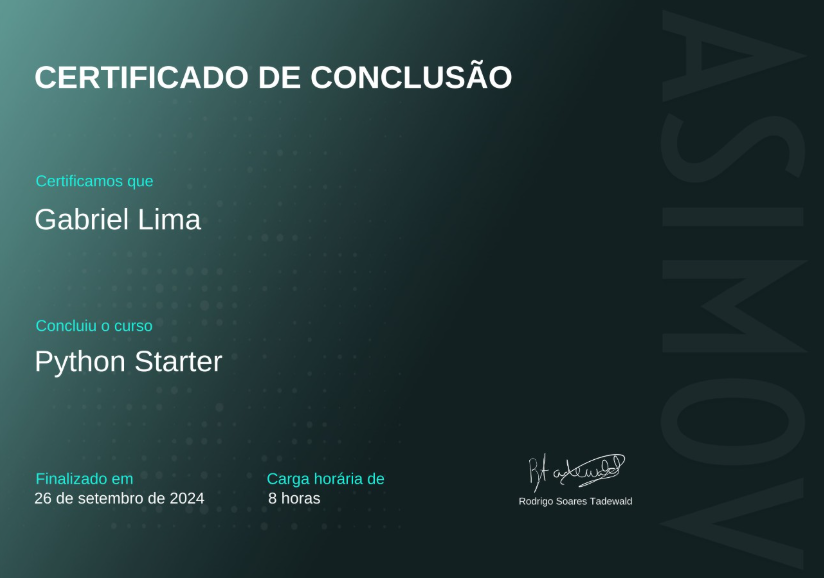 CERTIFICADO DE CONCLUSÃO
Certificamos que
Gabriel Lima
Concluiu o curso
Python Starter
Finalizado em
26 de setembro de 2024
Carga horária de
8 horas
Rtadewald
Rodrigo Soares Tadewald
ASIMOV